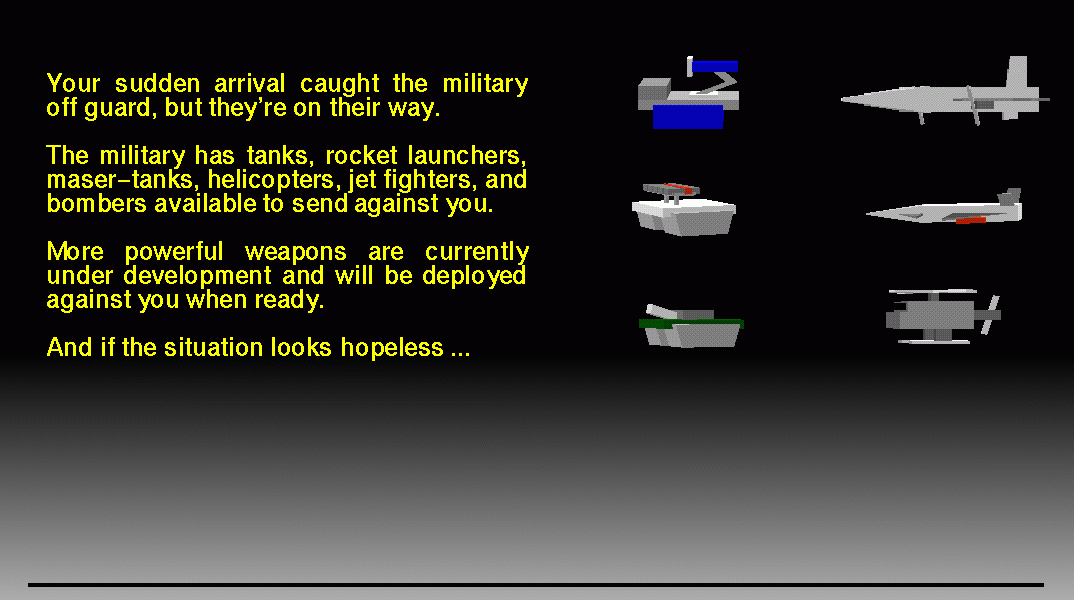 Your sudden arrival caught the military
off guard, but they're on their way.
The military has tanks, rocket launchers,
maser-tanks, helicopters, jet fighters, and
bombers available to send against you.
More powerful weapons are currently
under development and will be deployed
against you when ready.
And if the situation looks hopeless ...